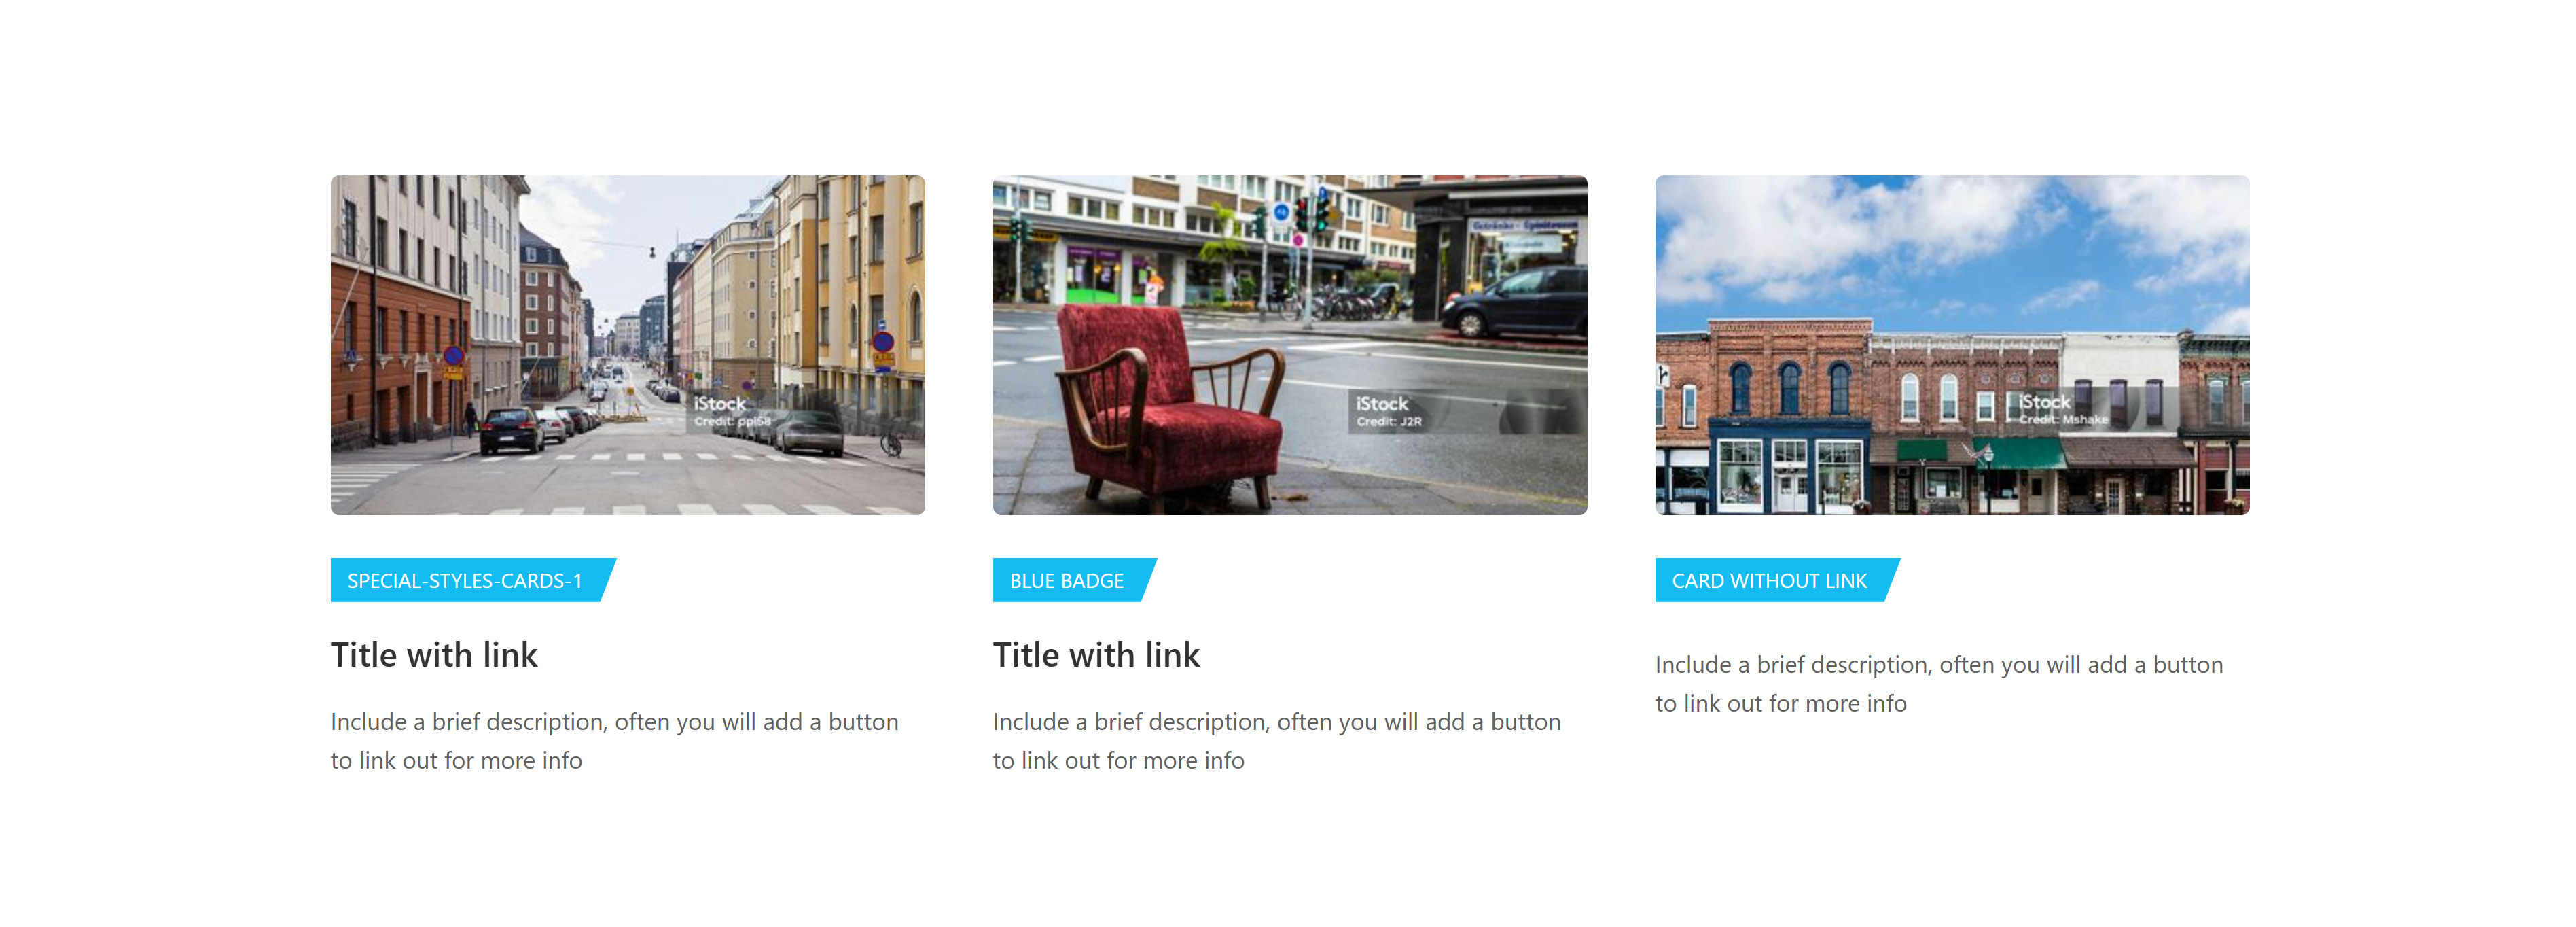 iStock
Credit: ppl58
SPECIAL-STYLES-CARDS-1
Title with link
Include a brief description, often you will add a button
to link out for more info
iStock
Credit: J2R
BLUE BADGE
Title with link
Include a brief description, often you will add a button
to link out for more info
iStock
Credit: Mshake
CARD WITHOUT LINK
Include a brief description, often you will add a button
to link out for more info